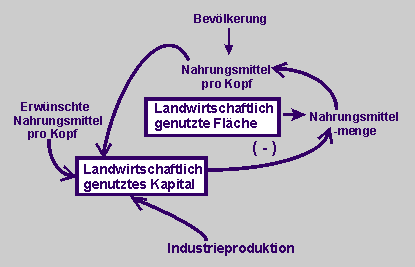 Bevölkerung
Nahrungsmittel
pro Kopf
Erwünschte
Nahrungsmittel
pro Kopf
Landwirtschaftlich
genutzte Fläche
Nahrungsmittel
-menge
( - )
Landwirtschaftlich
genutztes Kapital
Industrieproduktion